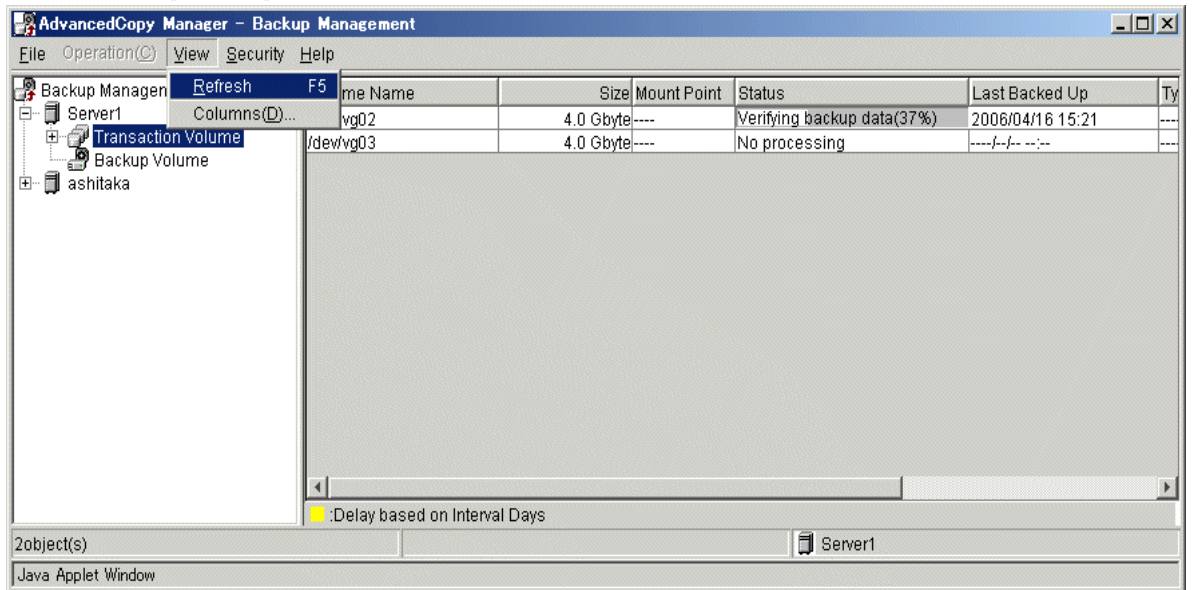 AdvancedCopy Manager – Backup Management
File Operation(C) View Security Help
Backup Managen
Refresh F5
Columns(D)...
Server1
Transaction Volume
Backup Volume
ashitaka
me Name Size Mount Point Status Last Backed Up Ty
vg02 4.0 Gbyte ---- Verifying backup data(37%) 2006/04/16 15:21 ----
/dev/vg03 4.0 Gbyte ---- No processing ----/--/-- --:-- ----
:Delay based on Interval Days
2object(s) Server1
Java Applet Window